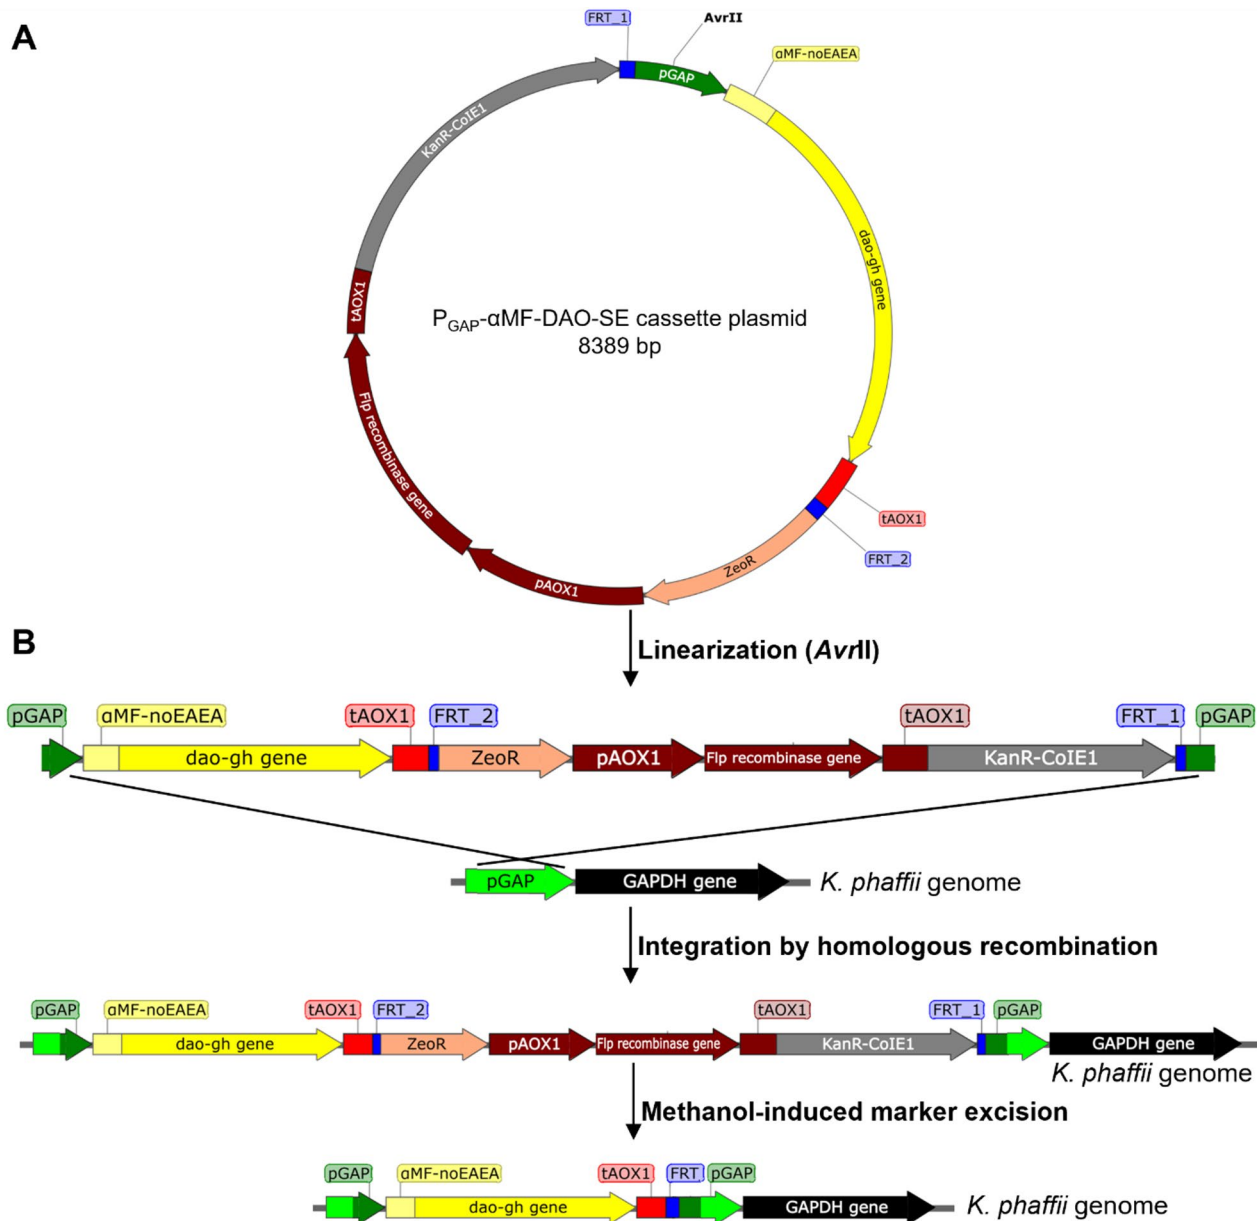 A
FRT_1
AvrII
pGAP
αMF-noEAEA
KanR-ColE1
dao-gh gene
tAOX1
P_GAP-αMF-DAO-SE cassette plasmid
8389 bp
Flp recombinase gene
tAOX1
FRT_2
ZeoR
pAOX1
B
Linearization (AvrII)
pGAP αMF-noEAEA tAOX1 FRT_2 tAOX1 FRT_1 pGAP
dao-gh gene ZeoR pAOX1 Flp recombinase gene KanR-ColE1
pGAP GAPDH gene K. phaffii genome
Integration by homologous recombination
pGAP αMF-noEAEA tAOX1 FRT_2 tAOX1 FRT_1 pGAP
dao-gh gene ZeoR pAOX1 Flp recombinase gene KanR-ColE1 GAPDH gene
K. phaffii genome
Methanol-induced marker excision
pGAP αMF-noEAEA tAOX1 FRT pGAP
dao-gh gene GAPDH gene K. phaffii genome